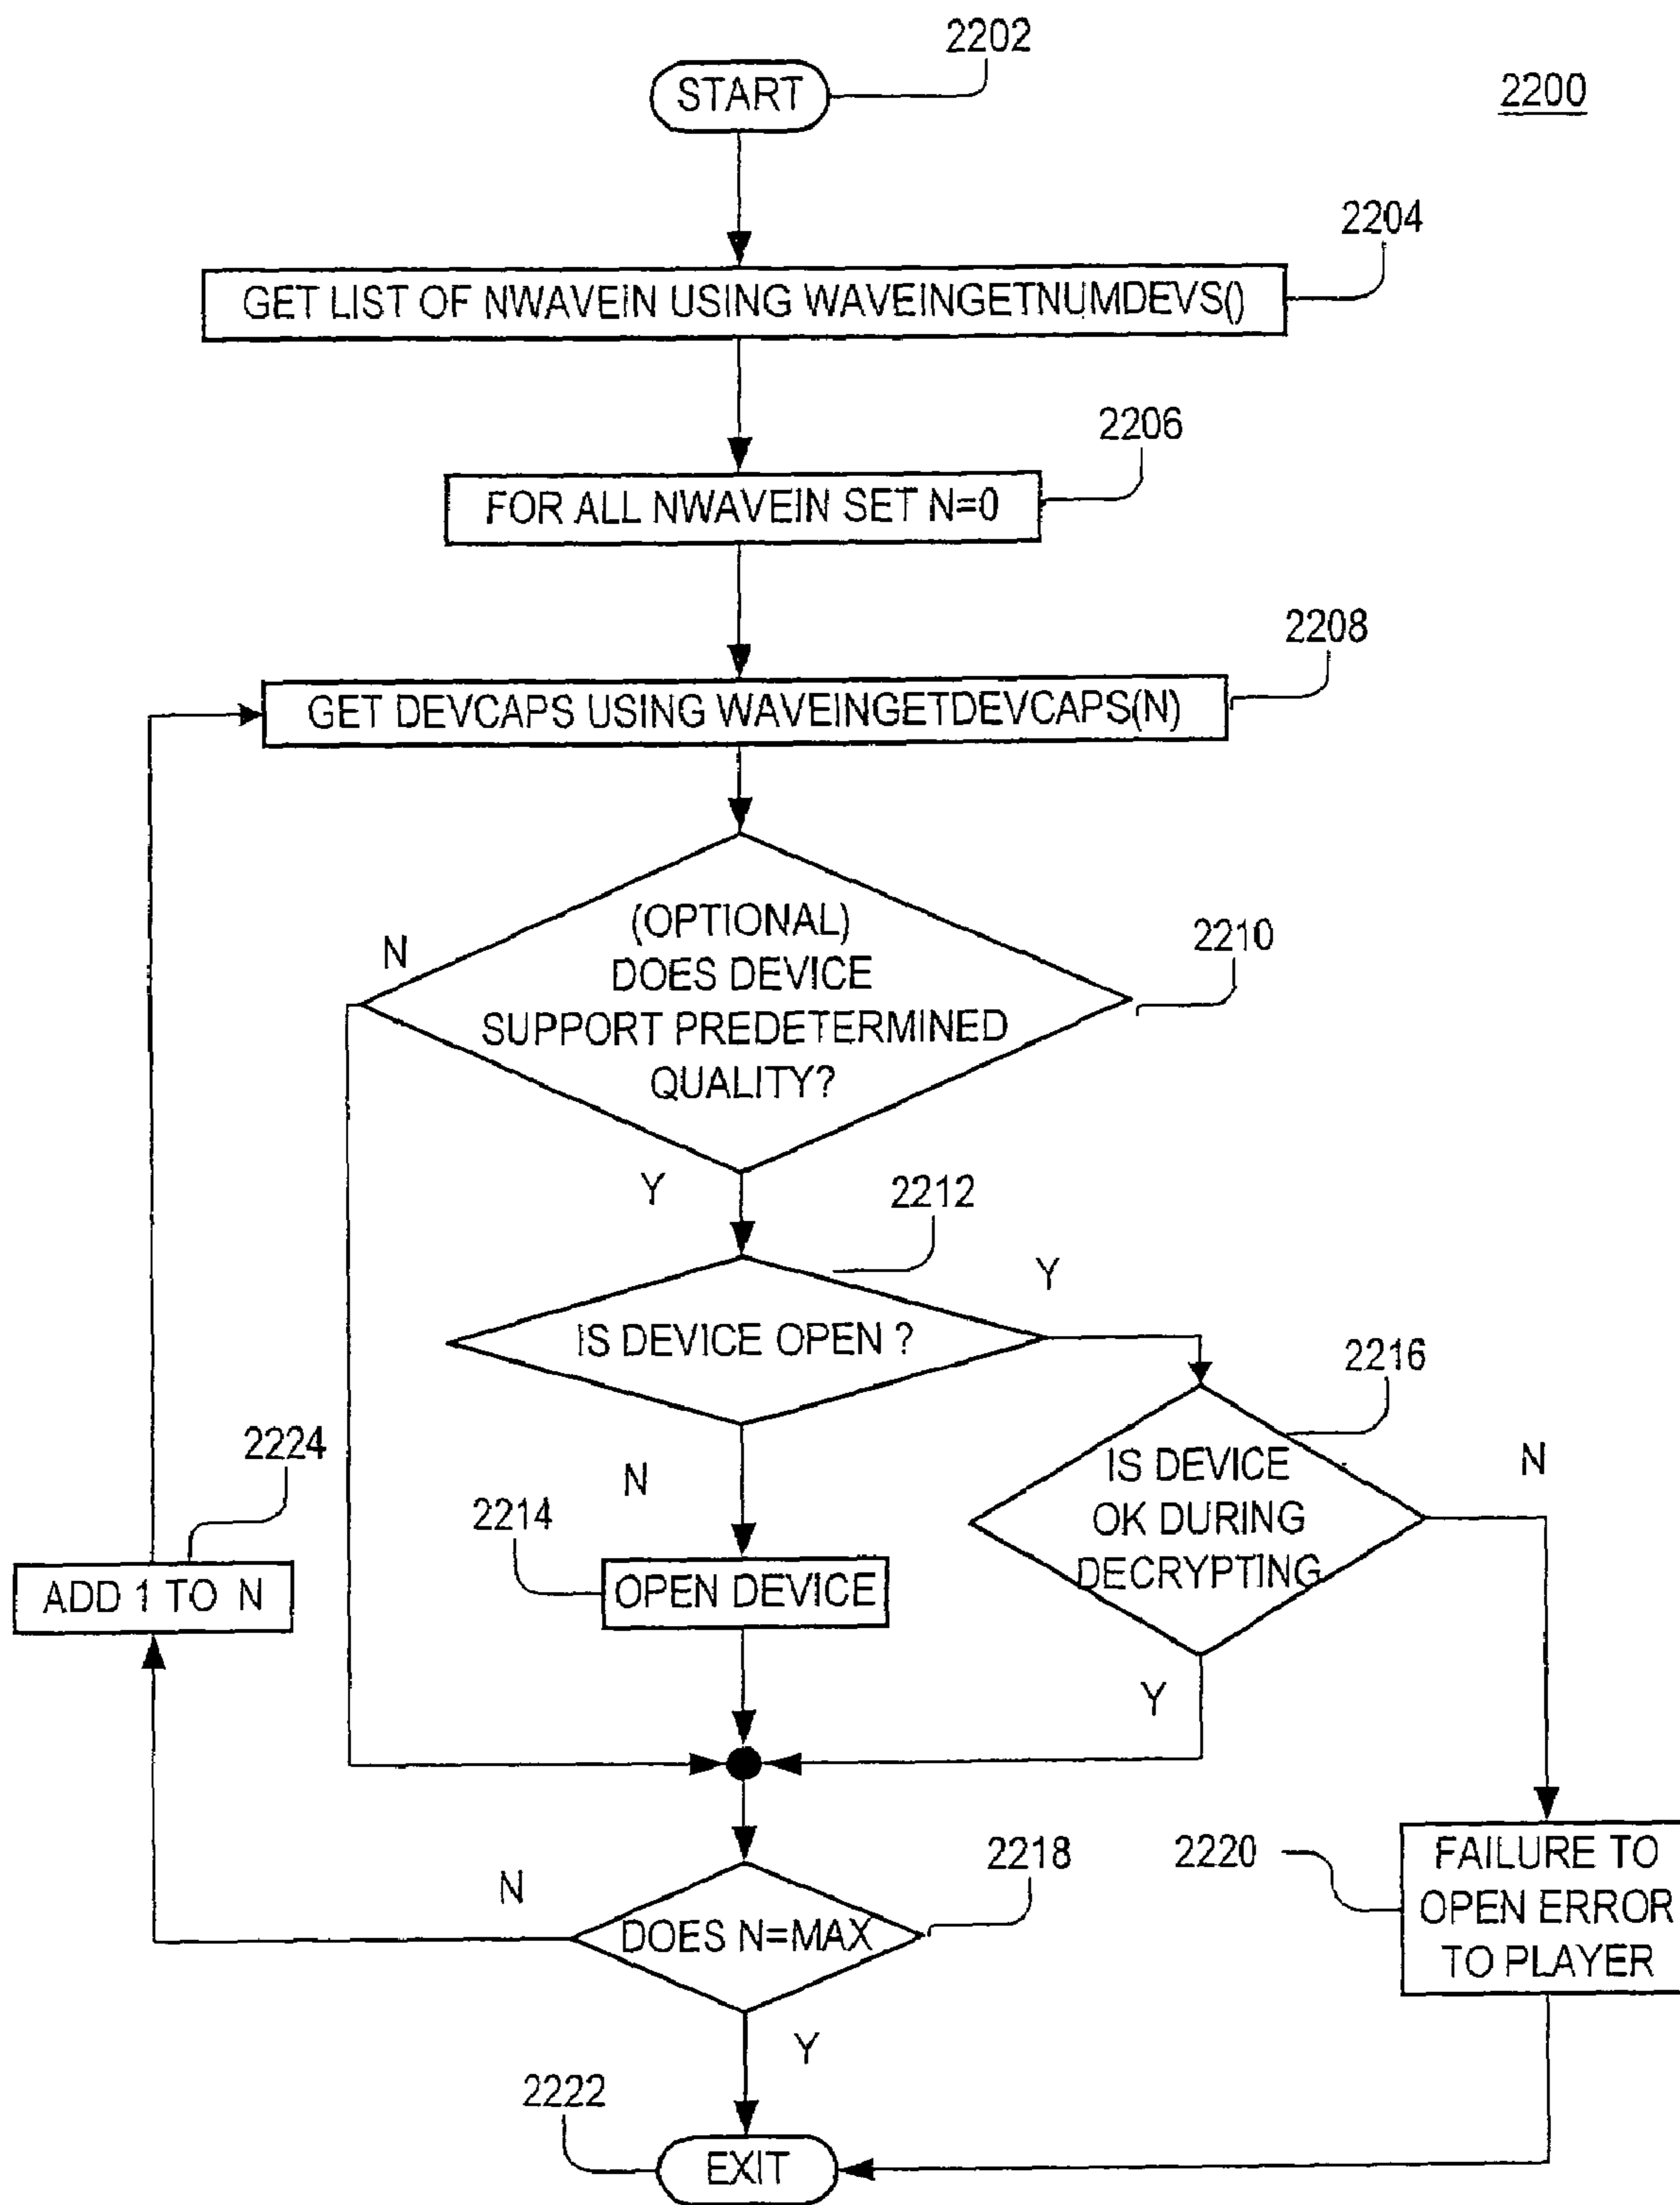 2202
START
2200
2204
GET LIST OF NWAVEIN USING WAVEINGETNUMDEVS()
2206
FOR ALL NWAVEIN SET N=0
2208
GET DEVCAPS USING WAVEINGETDEVCAPS(N)
(OPTIONAL)
DOES DEVICE
SUPPORT PREDETERMINED
QUALITY?
N
2210
Y
2212
Y
IS DEVICE OPEN ?
2216
IS DEVICE
OK DURING
DECRYPTING
N
N
2224
2214
ADD 1 TO N
OPEN DEVICE
Y
2218
2220
FAILURE TO
OPEN ERROR
TO PLAYER
N
DOES N=MAX
Y
2222
EXIT